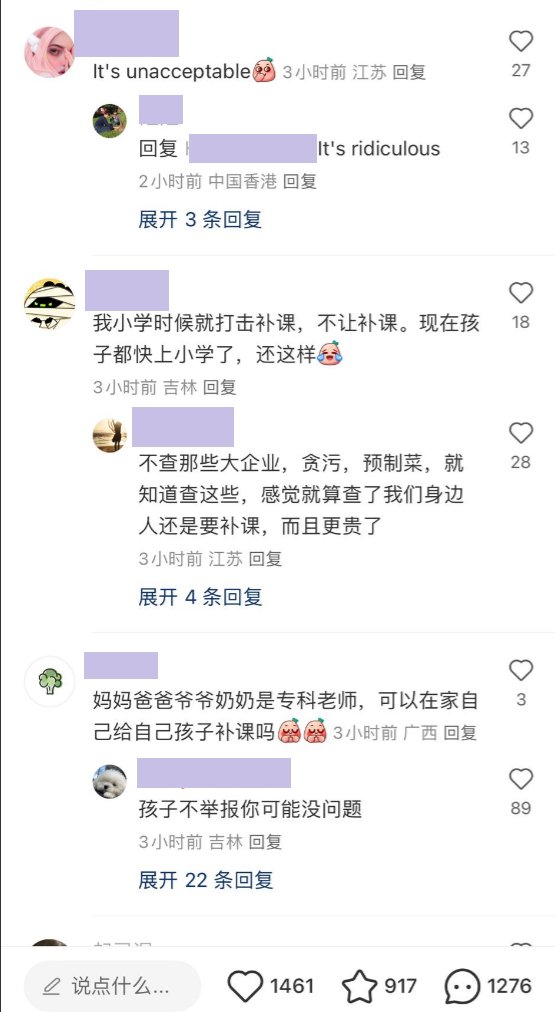 27
It's unacceptable 3小时前 江苏 回复
13
回复 It's ridiculous
2小时前 中国香港 回复
展开 3 条回复
18
我小学时候就打击补课，不让补课。现在孩
子都快上小学了，还这样
3小时前 吉林 回复
28
不查那些大企业，贪污，预制菜，就
知道查这些，感觉就算查了我们身边
人还是要补课，而且更贵了
3小时前 江苏 回复
展开 4 条回复
3
妈妈爸爸爷爷奶奶是专科老师，可以在家自
己给自己孩子补课吗 3小时前 广西 回复
89
孩子不举报你可能没问题
3小时前 吉林 回复
展开 22 条回复
说点什么... 1461 917 1276